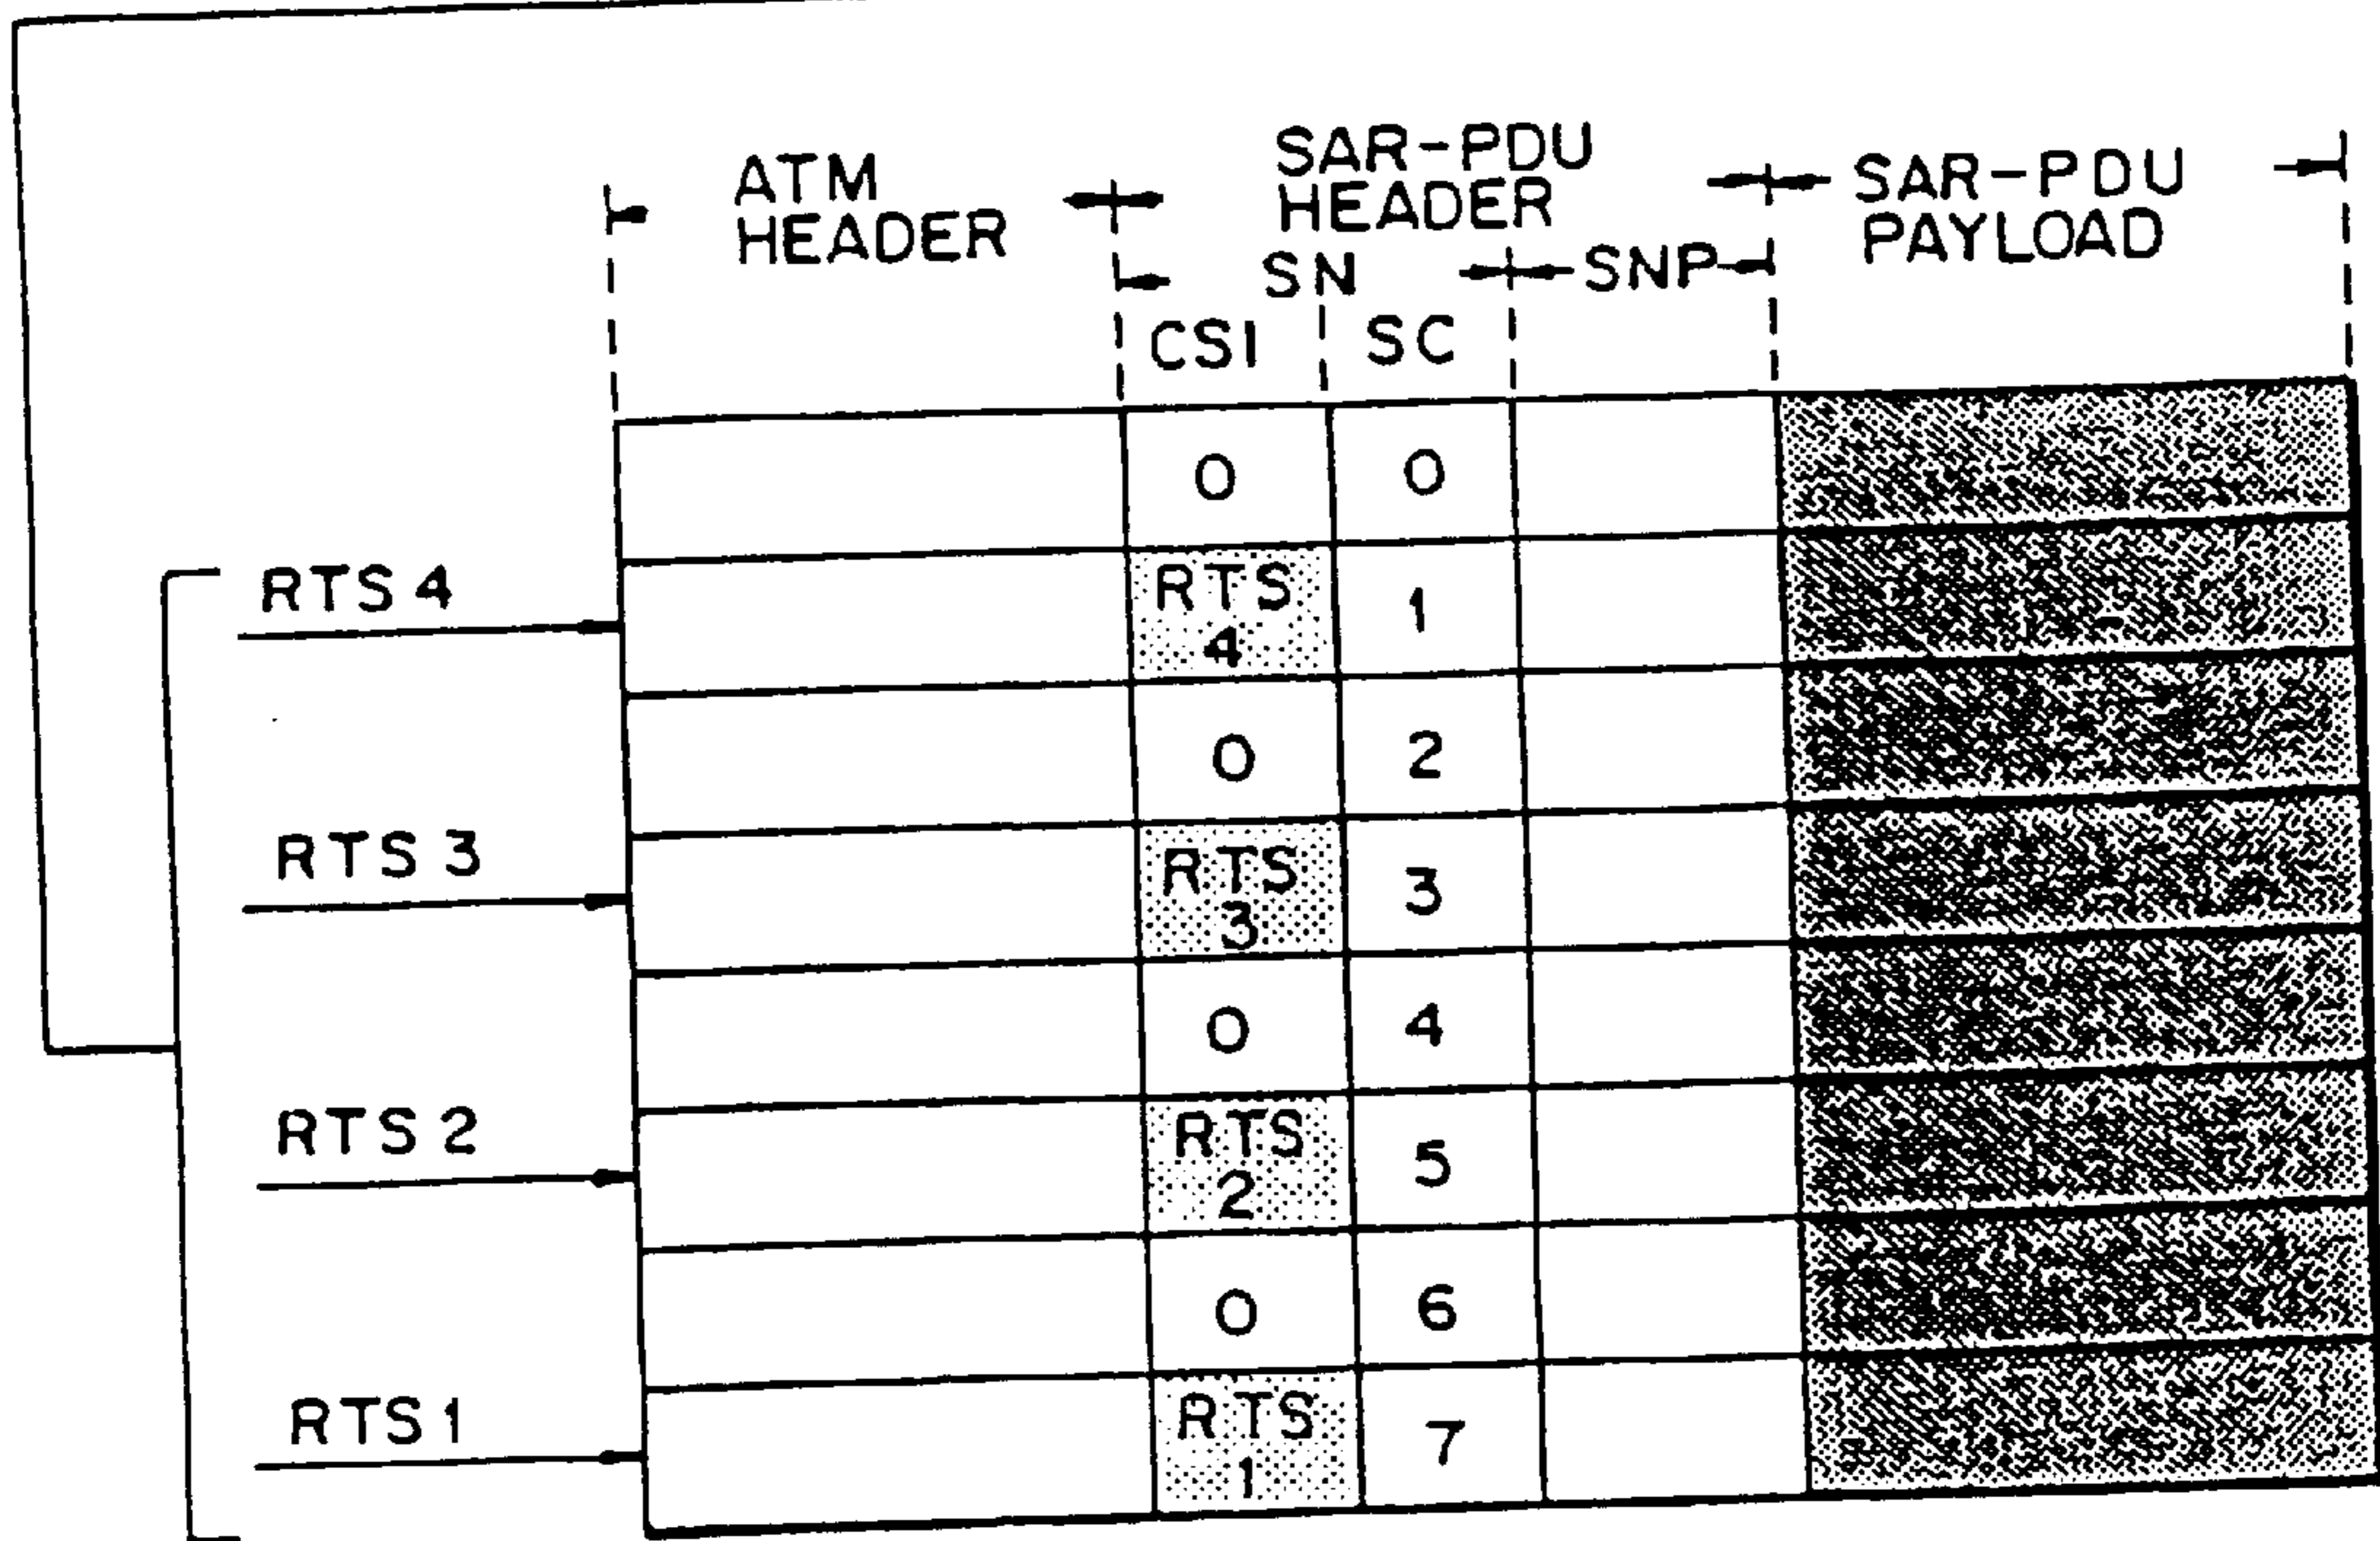 ATM
HEADER
SAR-PDU
HEADER
SAR-PDU
PAYLOAD
SN
SNP
CSI
SC
0
0
RTS 4
RTS
4
1
0
2
RTS 3
RTS
3
3
0
4
RTS 2
RTS
2
5
0
6
RTS 1
RTS
1
7